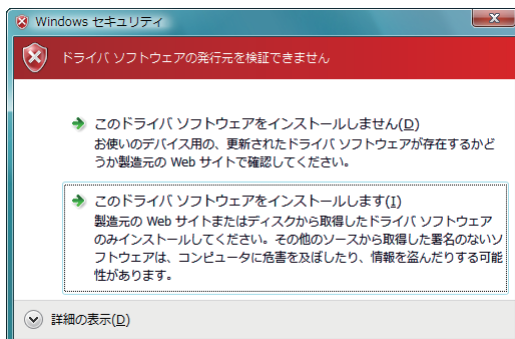 Windows セキュリティ
ドライバ ソフトウェアの発行元を検証できません
このドライバ ソフトウェアをインストールしません(D)
お使いのデバイス用の、更新されたドライバ ソフトウェアが存在するかど
うか製造元の Web サイトで確認してください。
このドライバ ソフトウェアをインストールします(I)
製造元の Web サイトまたはディスクから取得したドライバ ソフトウェア
のみインストールしてください。その他のソースから取得した署名のないソ
フトウェアは、コンピュータに危害を及ぼしたり、情報を盗んだりする可能
性があります。
詳細の表示(D)